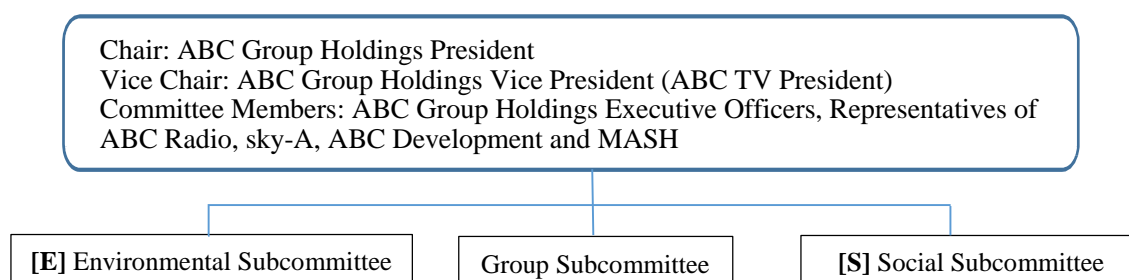 Chair: ABC Group Holdings President
Vice Chair: ABC Group Holdings Vice President (ABC TV President)
Committee Members: ABC Group Holdings Executive Officers, Representatives of
ABC Radio, sky-A, ABC Development and MASH
[E] Environmental Subcommittee
Group Subcommittee
[S] Social Subcommittee